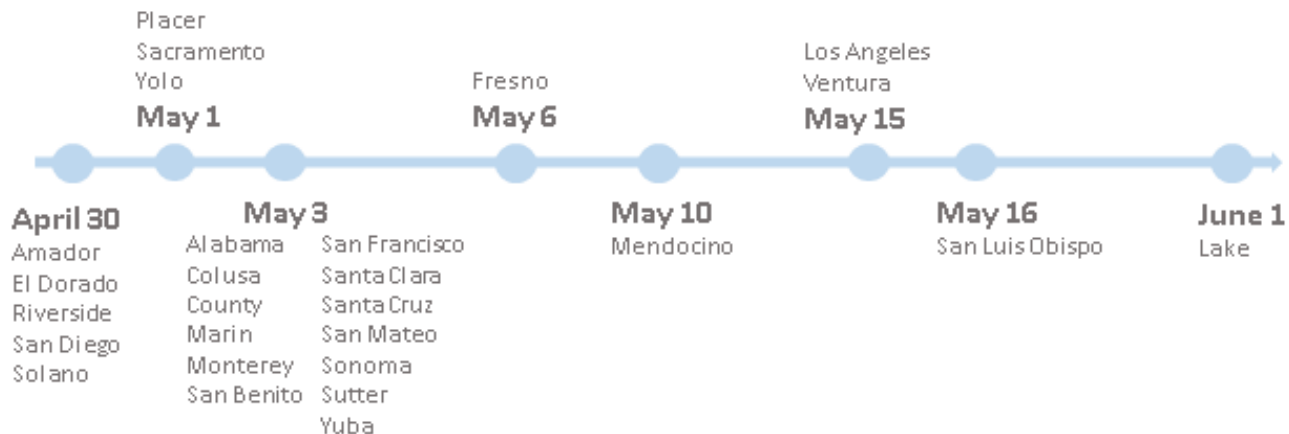 Placer
Sacramento
Yolo
May 1
Fresno
May 6
Los Angeles
Ventura
May 15
April 30
Amador
El Dorado
Riverside
San Diego
Solano
May 3
Alabama
Colusa
County
Marin
Monterey
San Benito
San Francisco
Santa Clara
Santa Cruz
San Mateo
Sonoma
Sutter
Yuba
May 10
Mendocino
May 16
San Luis Obispo
June 1
Lake